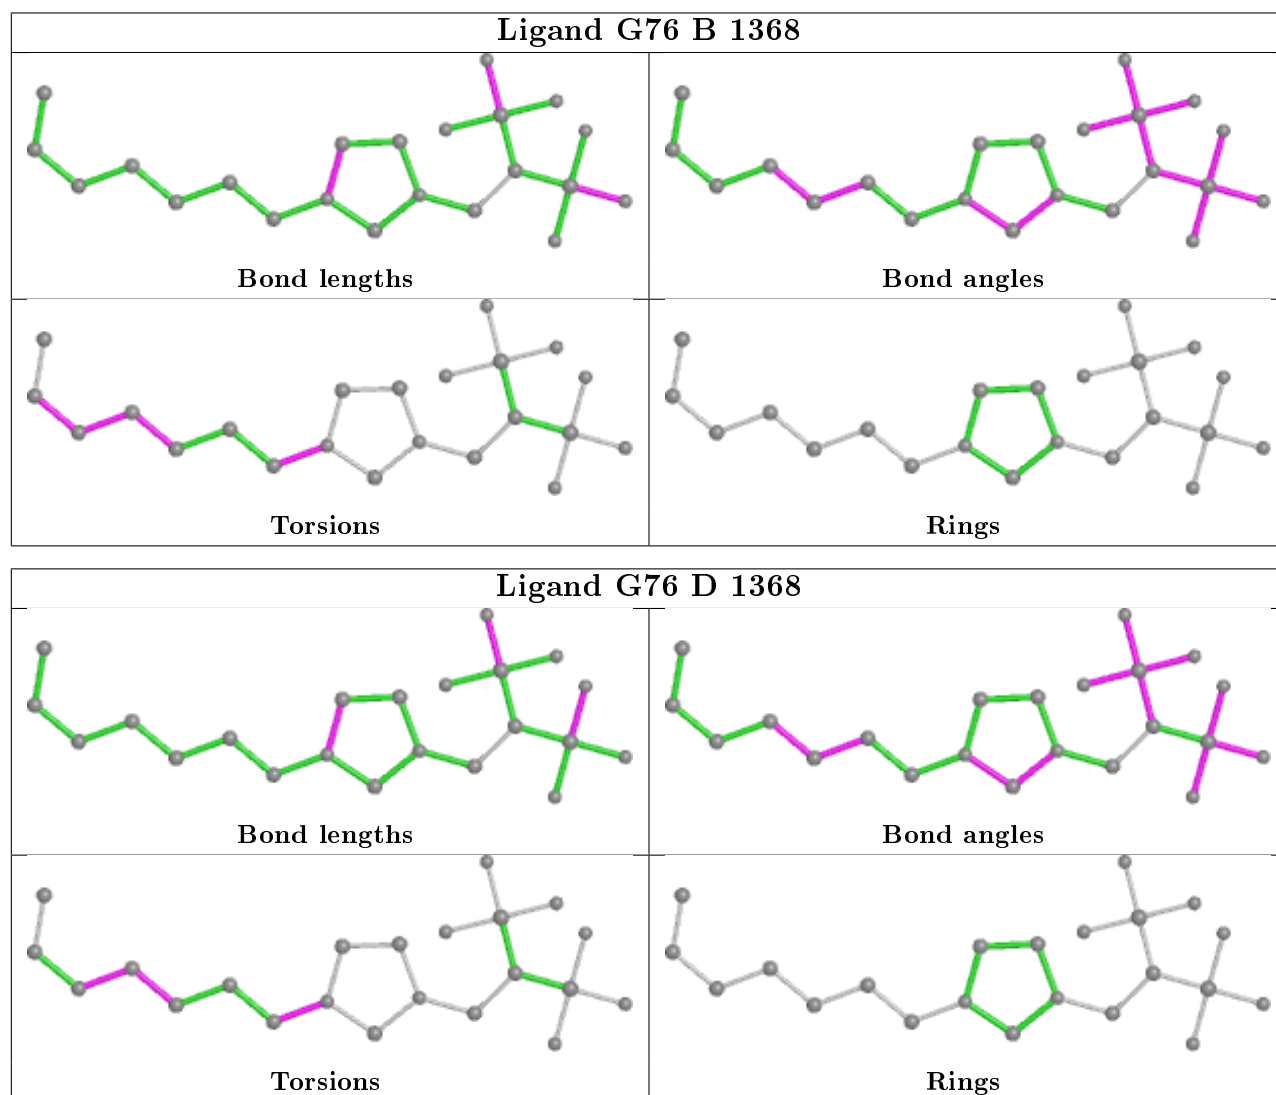 Ligand G76 B 1368
Bond lengths
Bond angles
Torsions
Rings
Ligand G76 D 1368
Bond lengths
Bond angles
Torsions
Rings